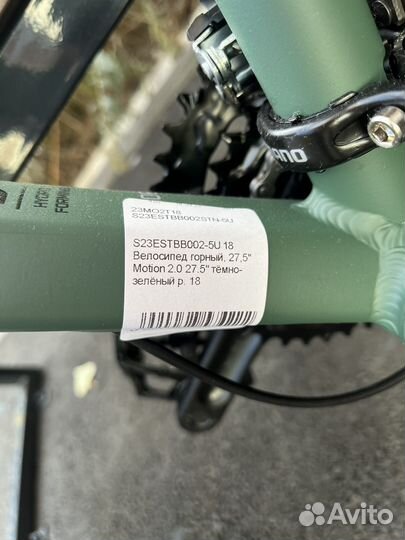 23MO2T18
S23ESTBB002STN-5U
S23ESTBB002-5U 18
Велосипед горный, 27,5"
Motion 2.0 27.5" тёмно-
зелёный р. 18
Avito